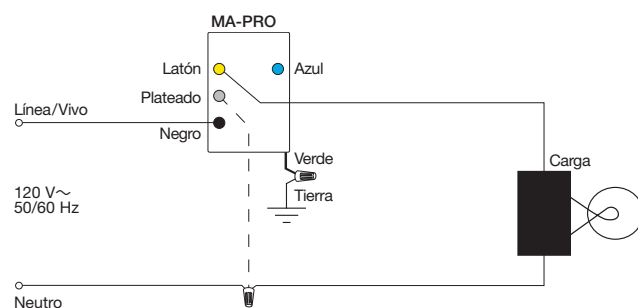 MA-PRO
Latón
Azul
Plateado
Línea/Vivo
Negro
Verde
Carga
Tierra
120 V~
50/60 Hz
Neutro